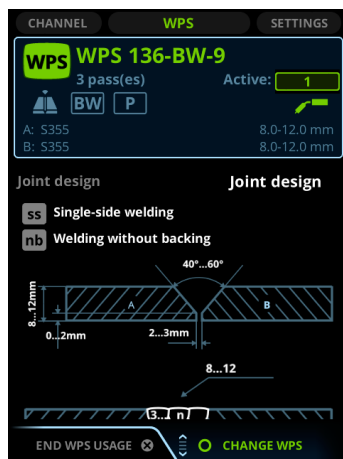 CHANNEL WPS SETTINGS
WPS WPS 136-BW-9
3 pass(es) Active: 1
BW P
A: S355 8.0-12.0 mm
B: S355 8.0-12.0 mm
Joint design Joint design
ss Single-side welding
nb Welding without backing
40°...60°
8...12mm
A B
0...2mm
2...3mm
8...12
3... n
END WPS USAGE CHANGE WPS